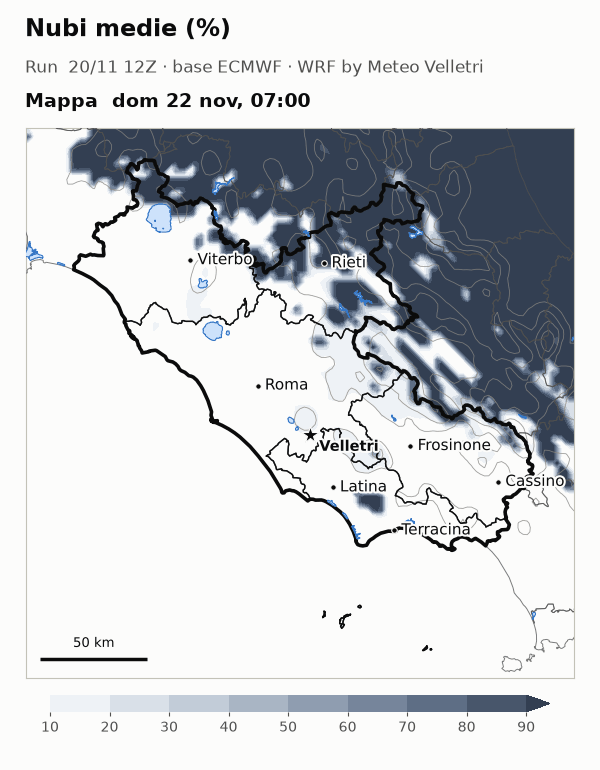 Nubi medie (%)
Run 20/11 12Z · base ECMWF · WRF by Meteo Velletri
Mappa dom 22 nov, 07:00
Viterbo
Rieti
Roma
Velletri
Frosinone
Latina
Cassino
Terracina
50 km
10 20 30 40 50 60 70 80 90